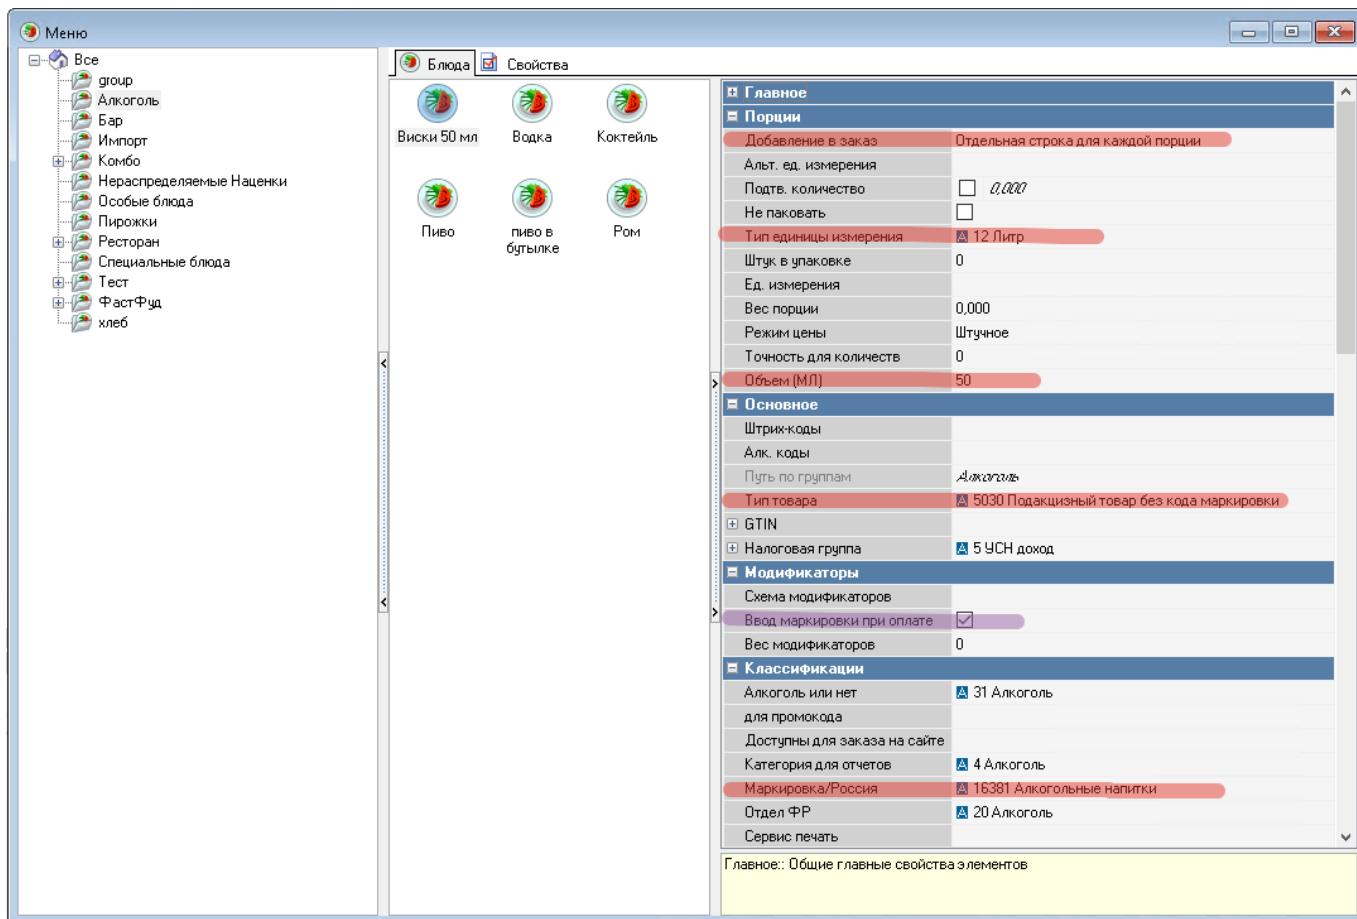 Меню
Все
group
Алкоголь
Бар
Импорт
Комбо
Нераспределяемые Наценки
Особые блюда
Пирожки
Ресторан
Специальные блюда
Тест
ФастФуд
хлеб
Блюда Свойства
Виски 50 мл Водка Коктейль
Пиво пиво в бутылке Ром
Главное
Порции
Добавление в заказ Отдельная строка для каждой порции
Альт. ед. измерения
Подтв. количество 0,000
Не паковать
Тип единицы измерения A 12 Литр
Штук в упаковке 0
Ед. измерения
Вес порции 0,000
Режим цены Штучное
Точность для количеств 0
Объем (МЛ) 50
Основное
Штрих-коды
Алк. коды
Путь по группам Алкоголь
Тип товара A 5030 Подакцизный товар без кода маркировки
GTIN
Налоговая группа A 5 УСН доход
Модификаторы
Схема модификаторов
Ввод маркировки при оплате
Вес модификаторов 0
Классификации
Алкоголь или нет A 31 Алкоголь
для промокода
Доступны для заказа на сайте
Категория для отчетов A 4 Алкоголь
Маркировка/Россия A 16381 Алкогольные напитки
Отдел ФР A 20 Алкоголь
Сервис печать
Главное:: Общие главные свойства элементов